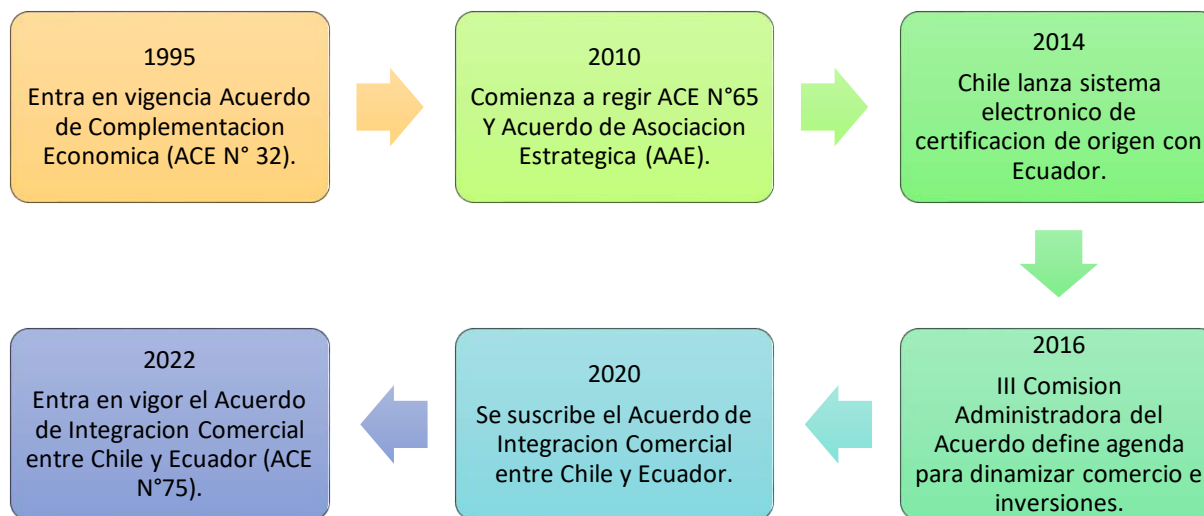 1995
Entra en vigencia Acuerdo
de Complementacion
Economica (ACE N° 32).
2010
Comienza a regir ACE N°65
Y Acuerdo de Asociacion
Estrategica (AAE).
2014
Chile lanza sistema
electronico de
certificacion de origen con
Ecuador.
2016
III Comision
Administradora del
Acuerdo define agenda
para dinamizar comercio e
inversiones.
2020
Se suscribe el Acuerdo de
Integracion Comercial
entre Chile y Ecuador.
2022
Entra en vigor el Acuerdo
de Integracion Comercial
entre Chile y Ecuador (ACE
N°75).